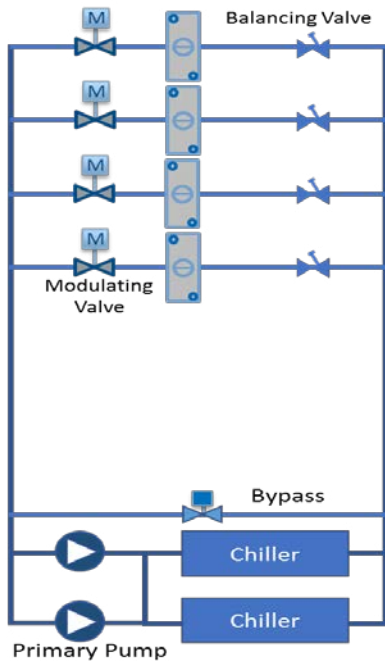 M
Balancing Valve
M
M
M
Modulating
Valve
Bypass
Chiller
Chiller
Primary Pump